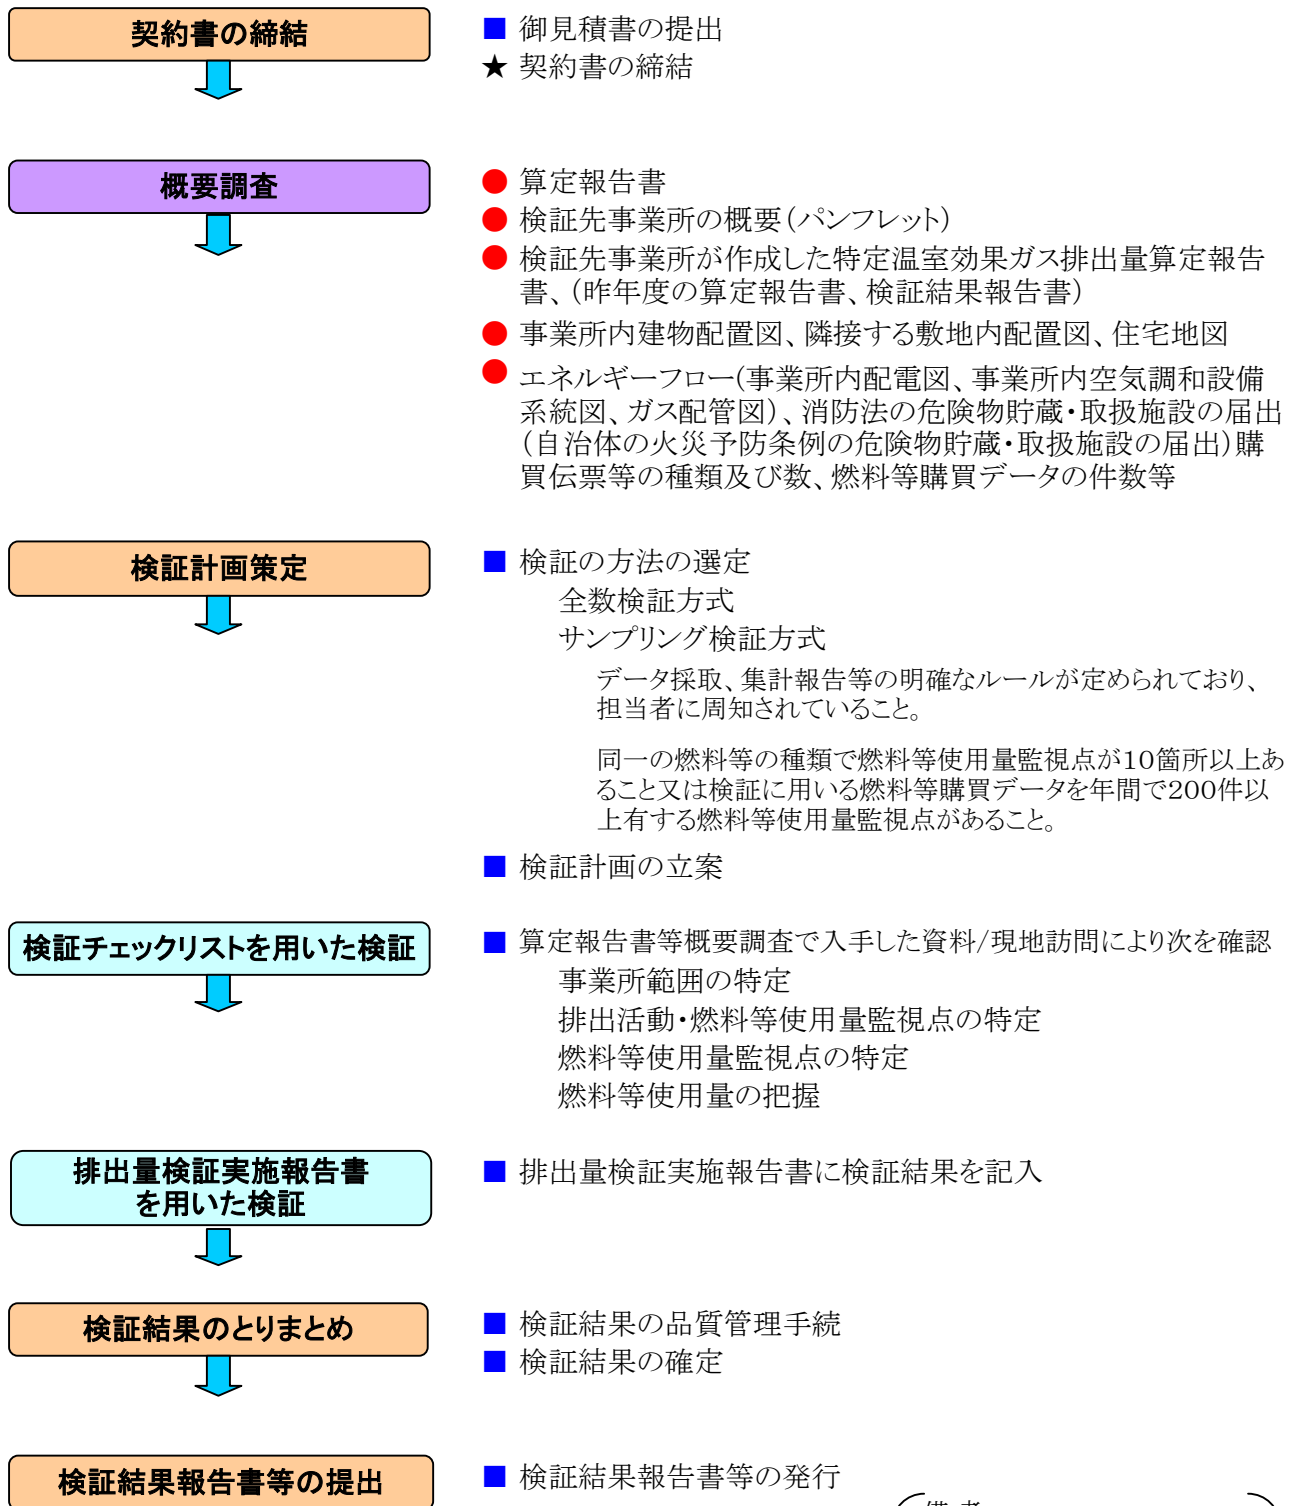 契約書の締結
■ 御見積書の提出
★ 契約書の締結
概要調査
● 算定報告書
● 検証先事業所の概要（パンフレット）
● 検証先事業所が作成した特定温室効果ガス排出量算定報告
書、（昨年度の算定報告書、検証結果報告書）
● 事業所内建物配置図、隣接する敷地内配置図、住宅地図
● エネルギーフロー(事業所内配電図、事業所内空気調和設備
系統図、ガス配管図）、消防法の危険物貯蔵・取扱施設の届出
（自治体の火災予防条例の危険物貯蔵・取扱施設の届出）購
買伝票等の種類及び数、燃料等購買データの件数等
検証計画策定
■ 検証の方法の選定
全数検証方式
サンプリング検証方式
データ採取、集計報告等の明確なルールが定められており、
担当者に周知されていること。
同一の燃料等の種類で燃料等使用量監視点が10箇所以上あ
ること又は検証に用いる燃料等購買データを年間で200件以
上有する燃料等使用量監視点があること。
■ 検証計画の立案
検証チェックリストを用いた検証
■ 算定報告書等概要調査で入手した資料/現地訪問により次を確認
事業所範囲の特定
排出活動・燃料等使用量監視点の特定
燃料等使用量監視点の特定
燃料等使用量の把握
排出量検証実施報告書
を用いた検証
■ 排出量検証実施報告書に検証結果を記入
検証結果のとりまとめ
■ 検証結果の品質管理手続
■ 検証結果の確定
検証結果報告書等の提出
■ 検証結果報告書等の発行
備 考